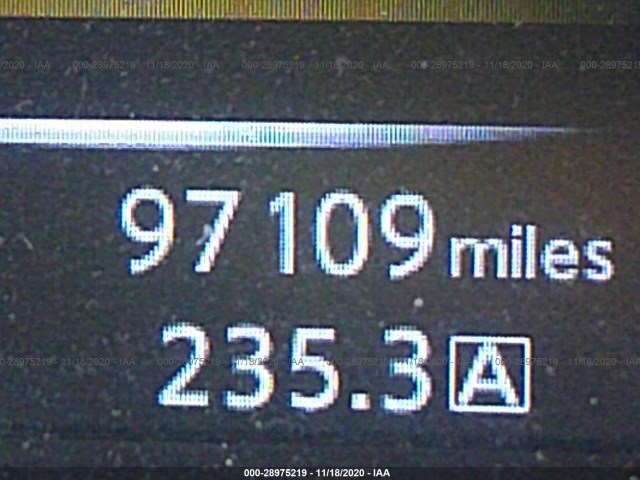 000-28975219 - 11/18/2020 - IAA
97109 miles
235.3 A
000-28975219 - 11/18/2020 - IAA